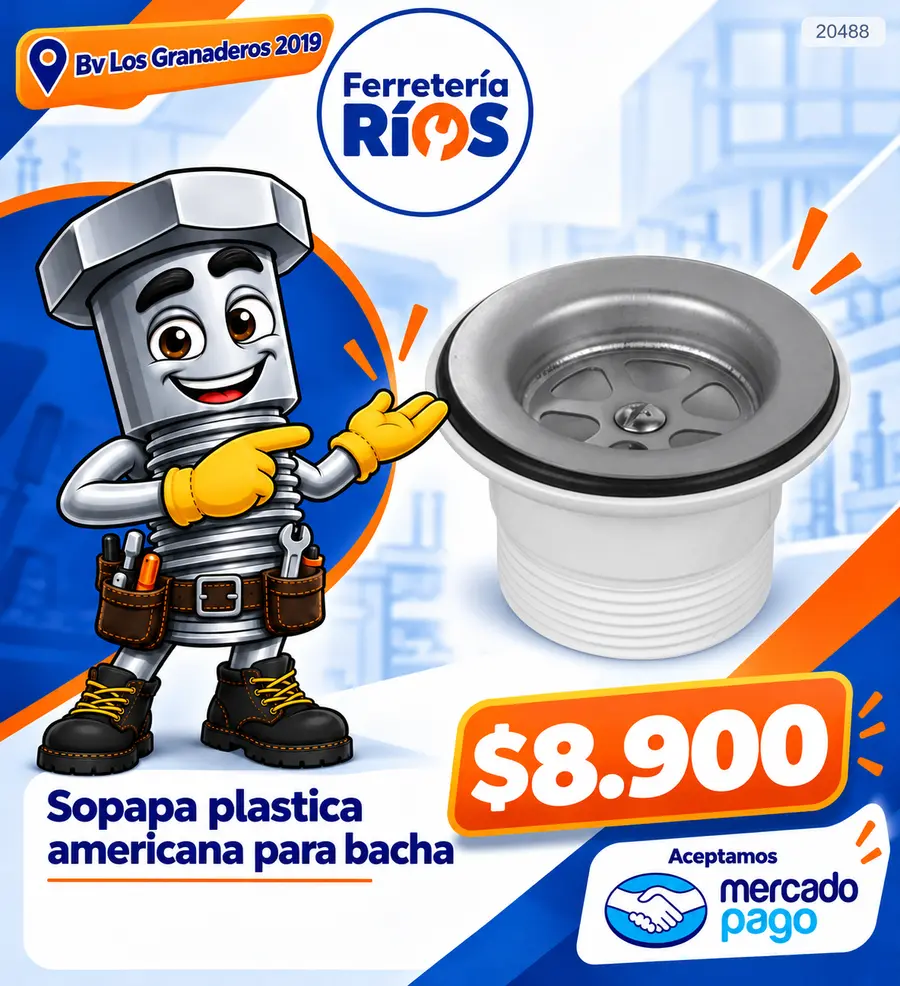 Bv Los Granaderos 2019
20488
Ferretería
Ríos
Sopapa plastica
americana para bacha
$8.900
Aceptamos
mercado
pago